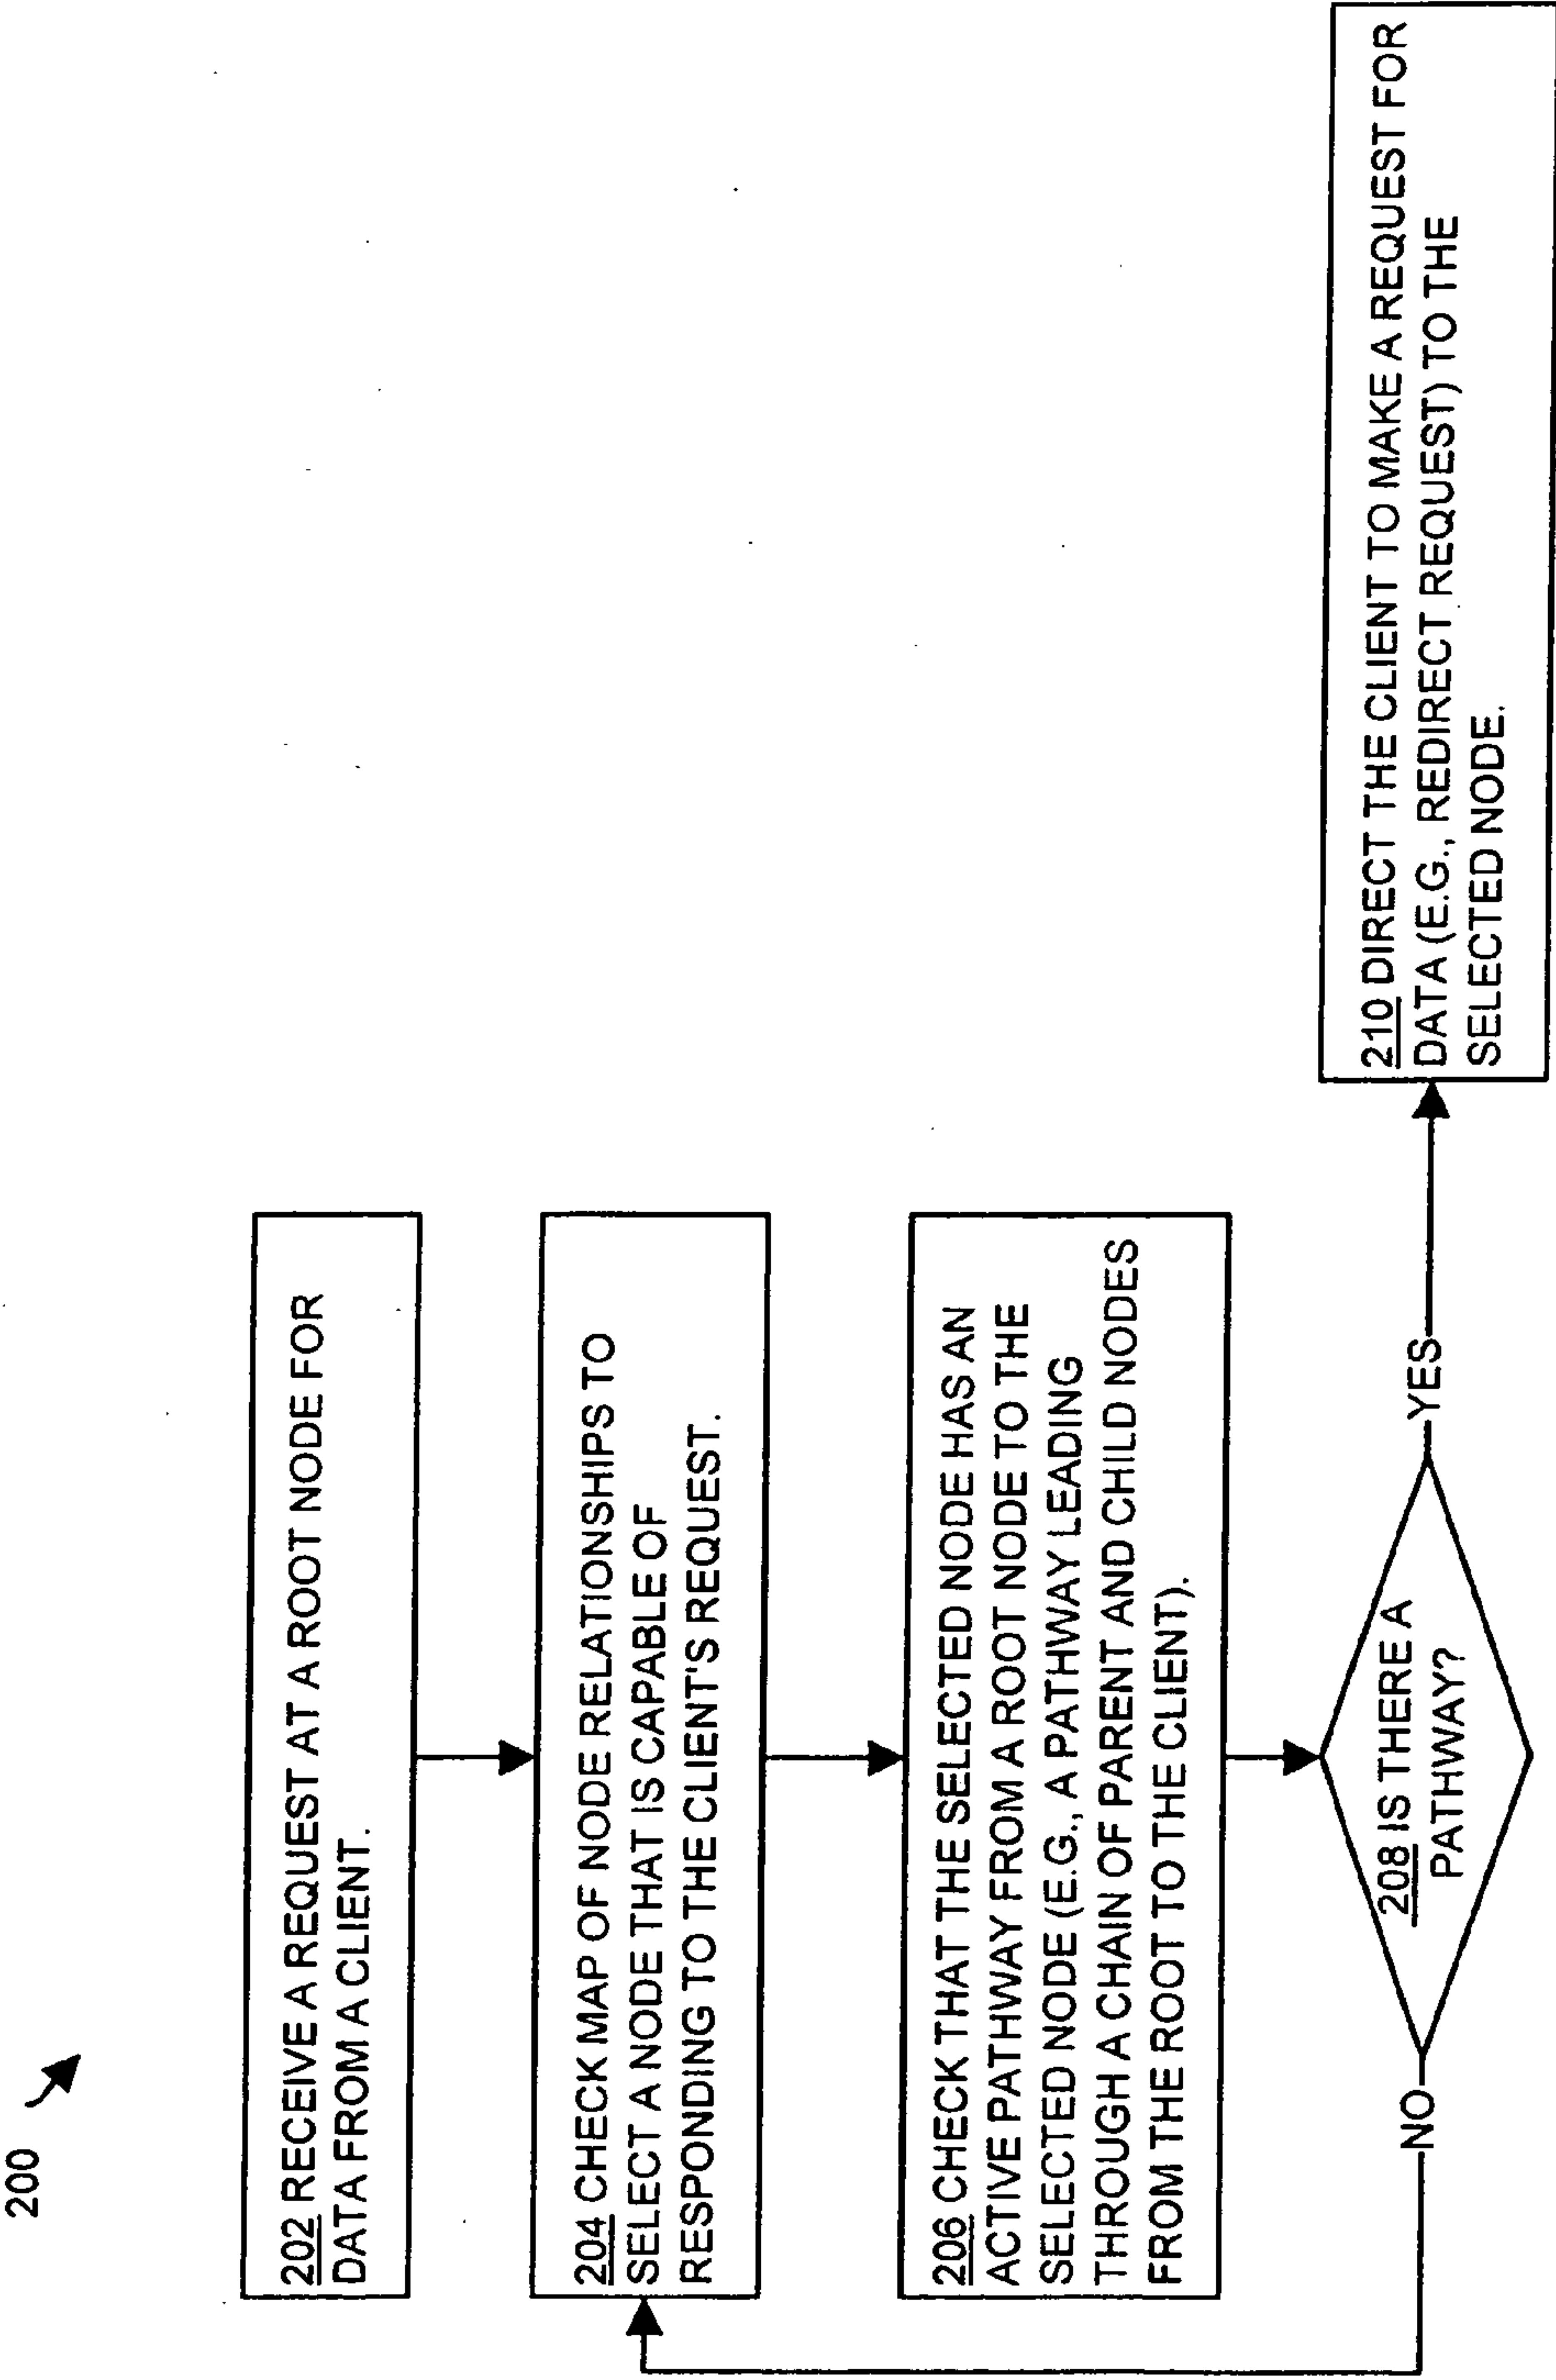 200
202 RECEIVE A REQUEST AT A ROOT NODE FOR
DATA FROM A CLIENT.
204 CHECK MAP OF NODE RELATIONSHIPS TO
SELECT A NODE THAT IS CAPABLE OF
RESPONDING TO THE CLIENT'S REQUEST.
206 CHECK THAT THE SELECTED NODE HAS AN
ACTIVE PATHWAY FROM A ROOT NODE TO THE
SELECTED NODE (E.G., A PATHWAY LEADING
THROUGH A CHAIN OF PARENT AND CHILD NODES
FROM THE ROOT TO THE CLIENT).
208 IS THERE A
PATHWAY?
NO
YES
210 DIRECT THE CLIENT TO MAKE A REQUEST FOR
DATA (E.G., REDIRECT REQUEST) TO THE
SELECTED NODE.